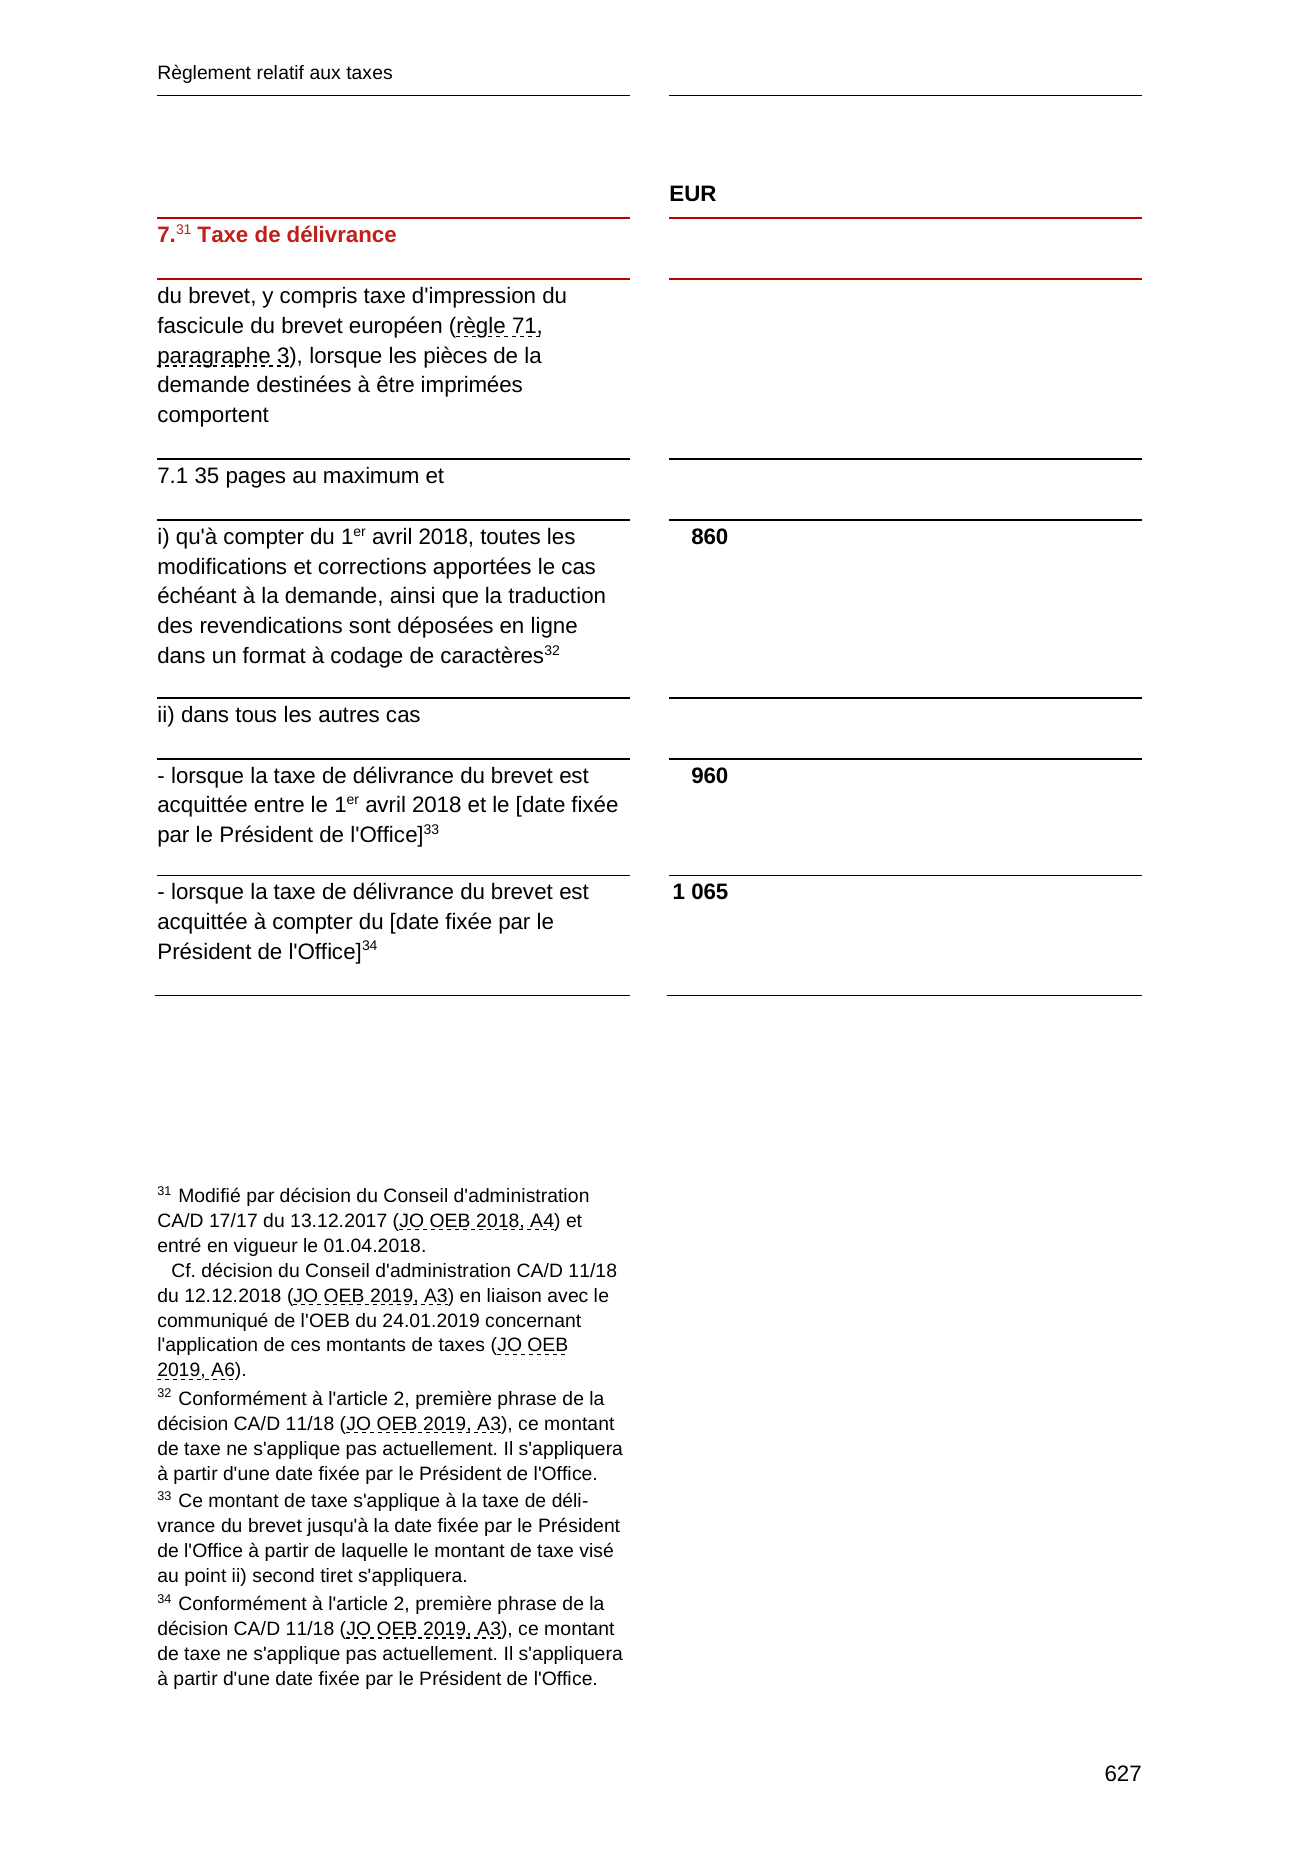 Règlement relatif aux taxes
EUR
7.31 Taxe de délivrance
du brevet, y compris taxe d'impression du
fascicule du brevet européen (règle 71,
paragraphe 3), lorsque les pièces de la
demande destinées à être imprimées
comportent
7.1 35 pages au maximum et
i) qu'à compter du 1er avril 2018, toutes les
modifications et corrections apportées le cas
échéant à la demande, ainsi que la traduction
des revendications sont déposées en ligne
dans un format à codage de caractères32
860
ii) dans tous les autres cas
- lorsque la taxe de délivrance du brevet est
acquittée entre le 1er avril 2018 et le [date fixée
par le Président de l'Office]33
960
- lorsque la taxe de délivrance du brevet est
acquittée à compter du [date fixée par le
Président de l'Office]34
1 065
31 Modifié par décision du Conseil d'administration
CA/D 17/17 du 13.12.2017 (JO OEB 2018, A4) et
entré en vigueur le 01.04.2018.
Cf. décision du Conseil d'administration CA/D 11/18
du 12.12.2018 (JO OEB 2019, A3) en liaison avec le
communiqué de l'OEB du 24.01.2019 concernant
l'application de ces montants de taxes (JO OEB
2019, A6).
32 Conformément à l'article 2, première phrase de la
décision CA/D 11/18 (JO OEB 2019, A3), ce montant
de taxe ne s'applique pas actuellement. Il s'appliquera
à partir d'une date fixée par le Président de l'Office.
33 Ce montant de taxe s'applique à la taxe de déli-
vrance du brevet jusqu'à la date fixée par le Président
de l'Office à partir de laquelle le montant de taxe visé
au point ii) second tiret s'appliquera.
34 Conformément à l'article 2, première phrase de la
décision CA/D 11/18 (JO OEB 2019, A3), ce montant
de taxe ne s'applique pas actuellement. Il s'appliquera
à partir d'une date fixée par le Président de l'Office.
627